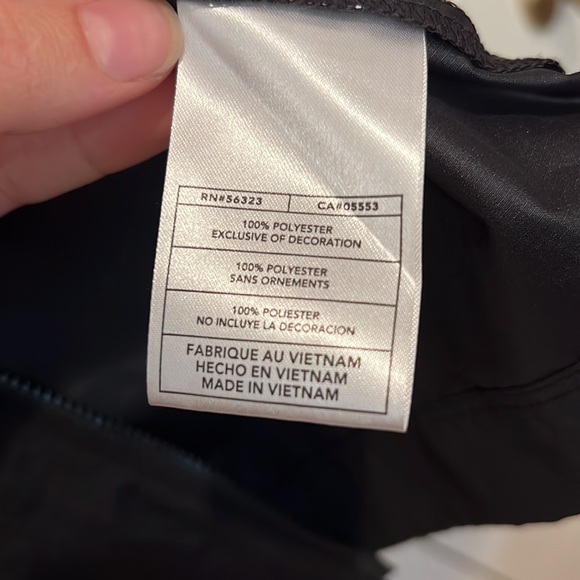 RN#56323 CA#05553
100% POLYESTER
EXCLUSIVE OF DECORATION
100% POLYESTER
SANS ORNEMENTS
100% POLIESTER
NO INCLUYE LA DECORACION
FABRIQUE AU VIETNAM
HECHO EN VIETNAM
MADE IN VIETNAM